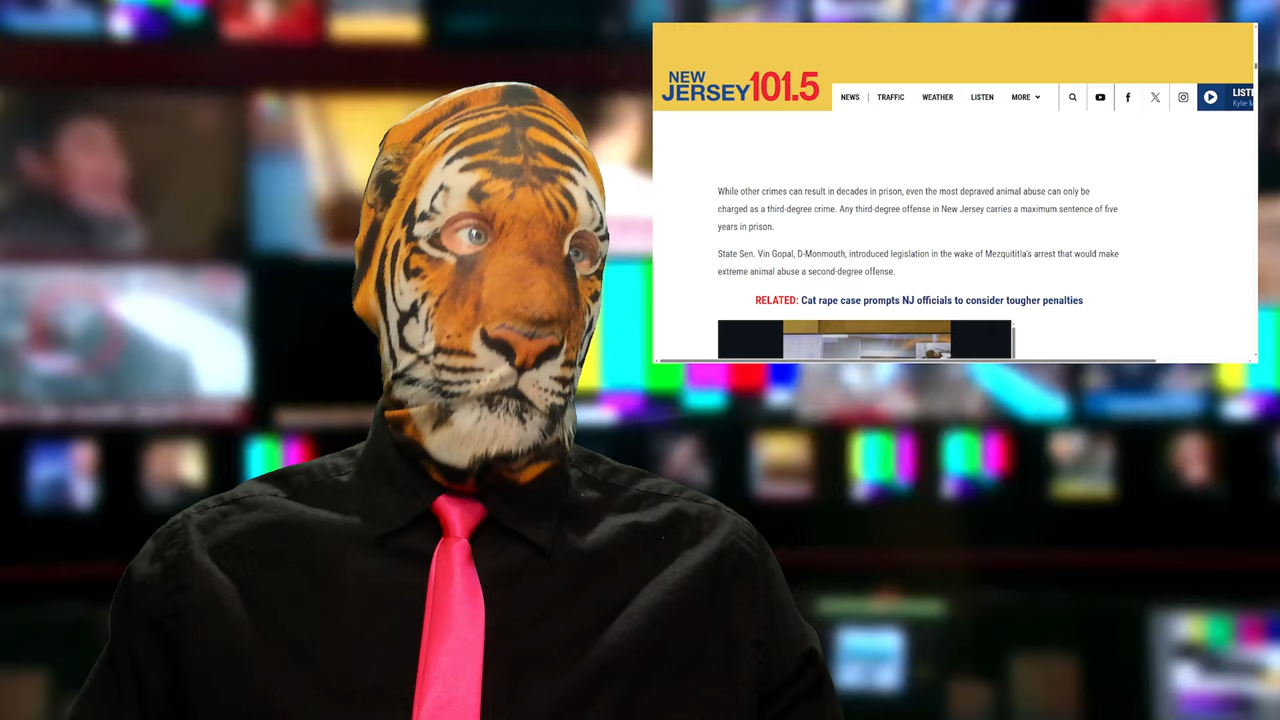 NEW
JERSEY 101.5
NEWS TRAFFIC WEATHER LISTEN MORE
While other crimes can result in decades in prison, even the most depraved animal abuse can only be
charged as a third-degree crime. Any third-degree offense in New Jersey carries a maximum sentence of five
years in prison.
State Sen. Vin Gopal, D-Monmouth, introduced legislation in the wake of Mezquititla's arrest that would make
extreme animal abuse a second-degree offense.
RELATED: Cat rape case prompts NJ officials to consider tougher penalties